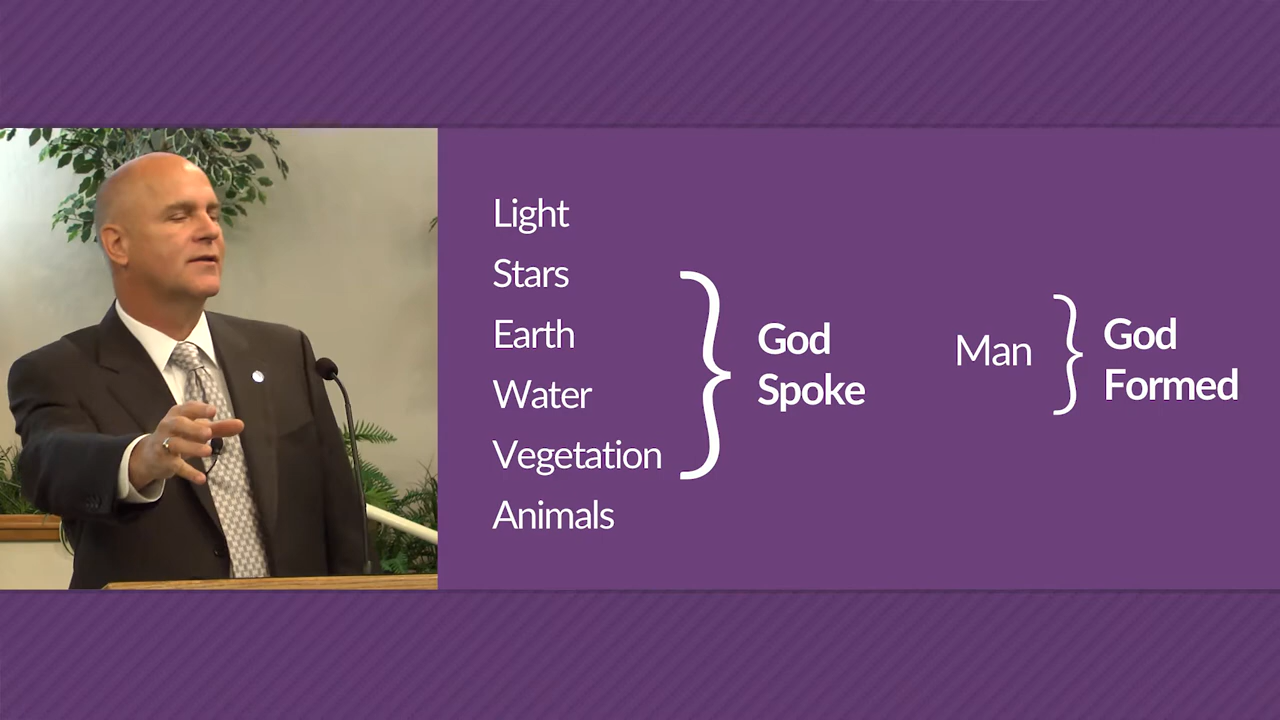 Light
Stars
Earth
Water
Vegetation
Animals
God
Spoke
Man
God
Formed